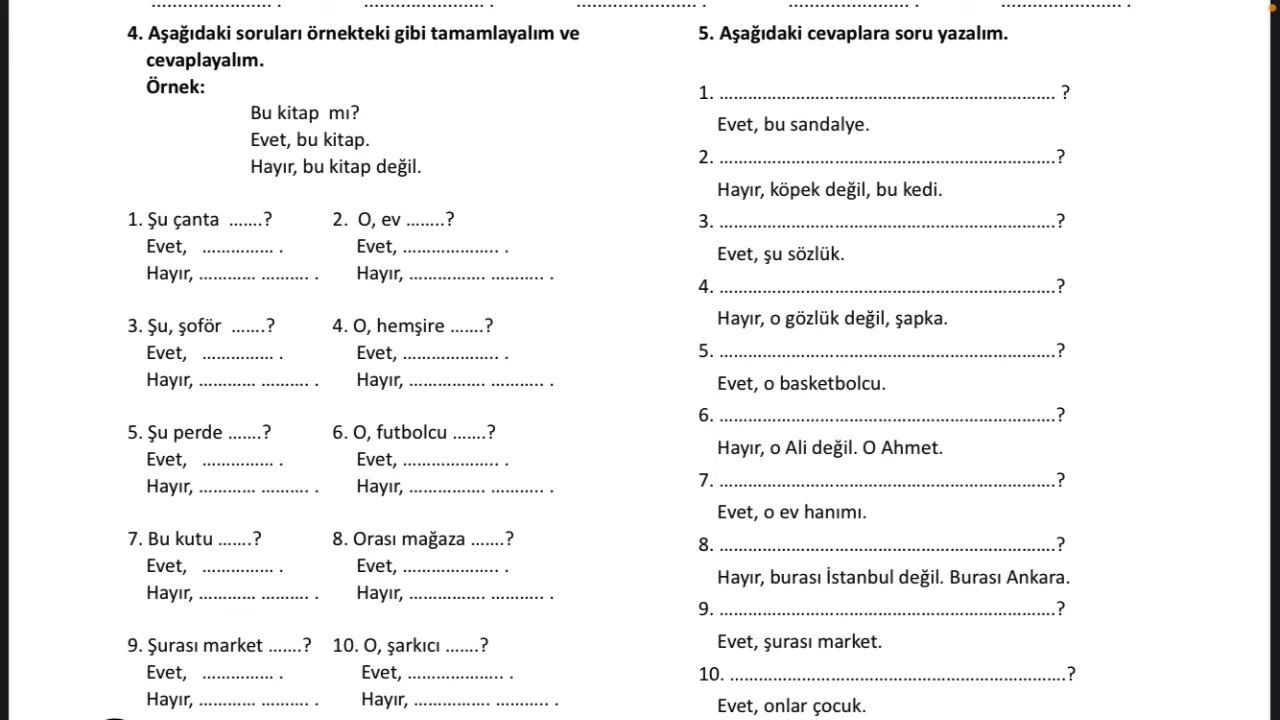 ........................ . ........................ . ........................ . ........................ . ........................ .
4. Aşağıdaki soruları örnekteki gibi tamamlayalım ve
cevaplayalım.
Örnek:
Bu kitap mı?
Evet, bu kitap.
Hayır, bu kitap değil.
1. Şu çanta .......?
Evet, ............... .
Hayır, ............ .......... .
2. O, ev ........?
Evet, .................... .
Hayır, ................ ........... .
3. Şu, şoför .......?
Evet, ............... .
Hayır, ............ .......... .
4. O, hemşire .......?
Evet, .................... .
Hayır, ................ ........... .
5. Şu perde .......?
Evet, ............... .
Hayır, ............ .......... .
6. O, futbolcu .......?
Evet, .................... .
Hayır, ................ ........... .
7. Bu kutu .......?
Evet, ............... .
Hayır, ............ .......... .
8. Orası mağaza .......?
Evet, .................... .
Hayır, ................ ........... .
9. Şurası market .......?
Evet, ............... .
Hayır, ............ .......... .
10. O, şarkıcı .......?
Evet, .................... .
Hayır, ................ ........... .
5. Aşağıdaki cevaplara soru yazalım.
1. ...................................................................... ?
Evet, bu sandalye.
2. ......................................................................?
Hayır, köpek değil, bu kedi.
3. ......................................................................?
Evet, şu sözlük.
4. ......................................................................?
Hayır, o gözlük değil, şapka.
5. ......................................................................?
Evet, o basketbolcu.
6. ......................................................................?
Hayır, o Ali değil. O Ahmet.
7. ......................................................................?
Evet, o ev hanımı.
8. ......................................................................?
Hayır, burası İstanbul değil. Burası Ankara.
9. ......................................................................?
Evet, şurası market.
10. ......................................................................?
Evet, onlar çocuk.